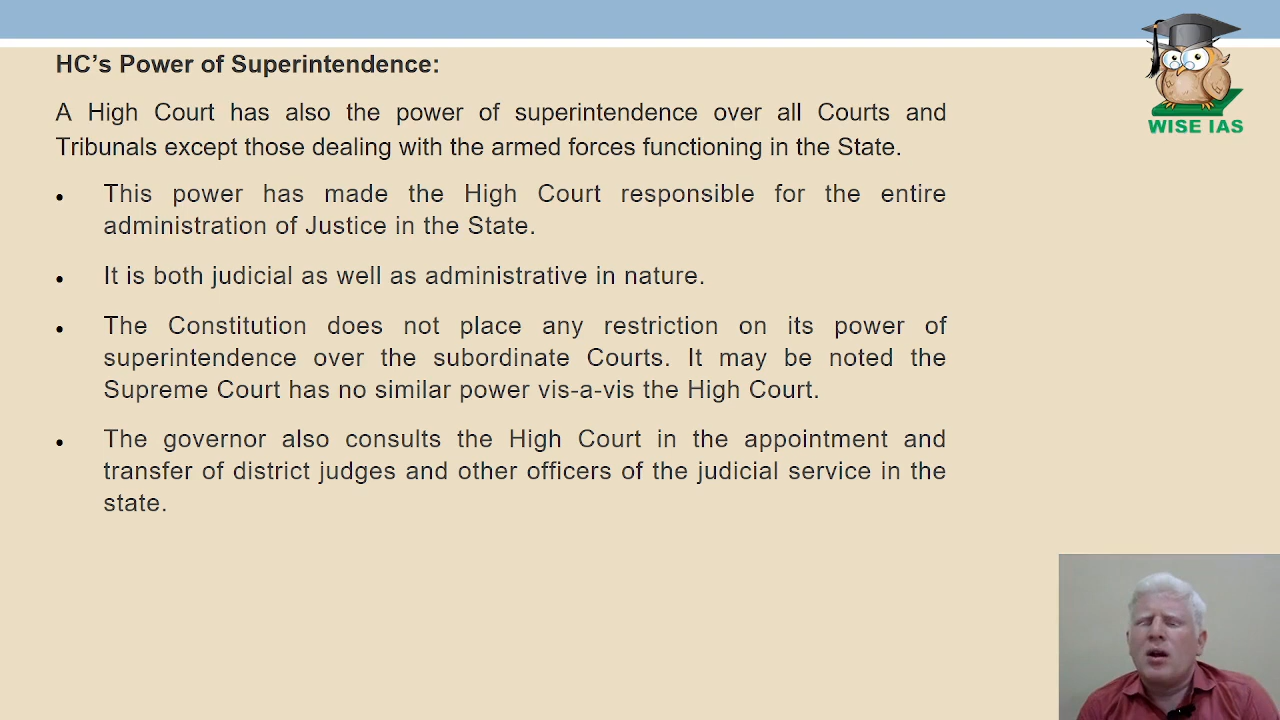 HC's Power of Superintendence:
A High Court has also the power of superintendence over all Courts and
Tribunals except those dealing with the armed forces functioning in the State.
• This power has made the High Court responsible for the entire
administration of Justice in the State.
• It is both judicial as well as administrative in nature.
• The Constitution does not place any restriction on its power of
superintendence over the subordinate Courts. It may be noted the
Supreme Court has no similar power vis-a-vis the High Court.
• The governor also consults the High Court in the appointment and
transfer of district judges and other officers of the judicial service in the
state.
WISE IAS